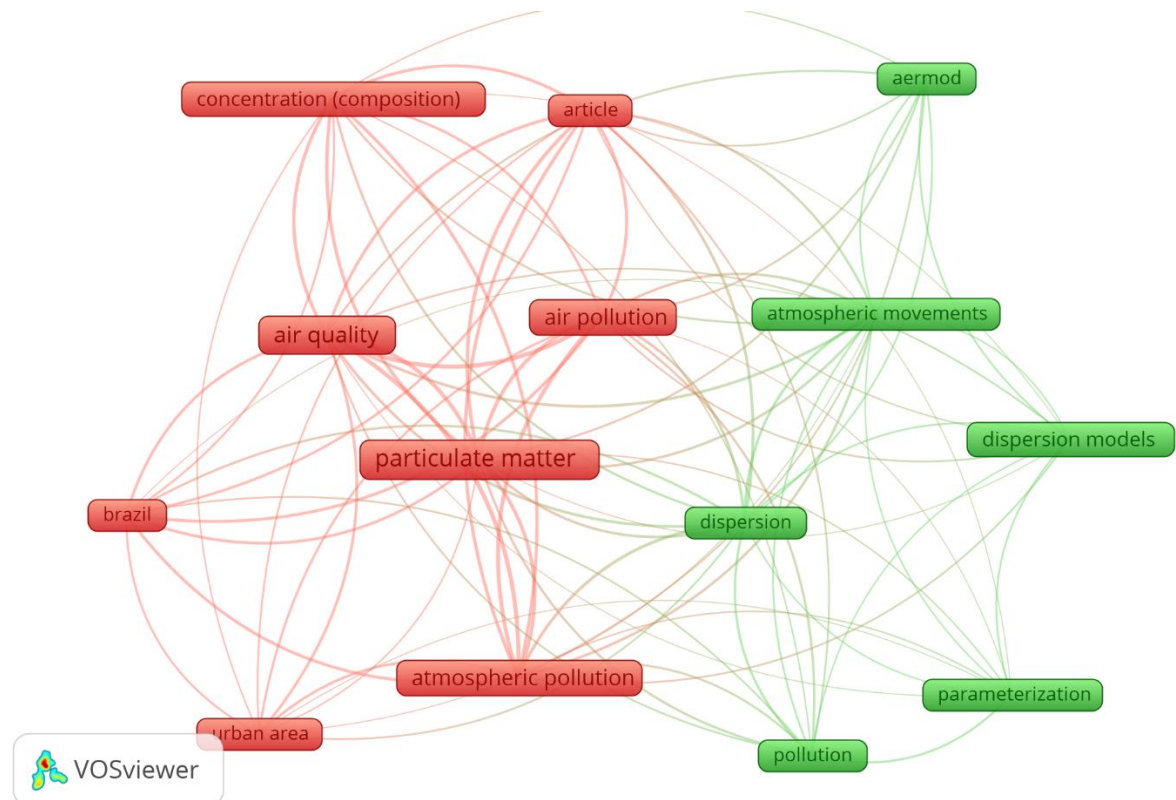 aermod
concentration (composition)
article
atmospheric movements
air pollution
air quality
dispersion models
particulate matter
brazil
dispersion
atmospheric pollution
parameterization
urban area
pollution
VOSviewer